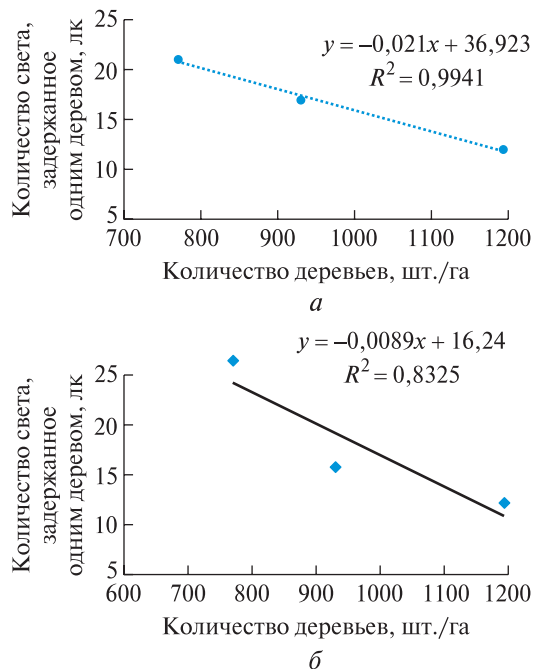 Количество света,
задержанное
одним деревом, лк
25
20
15
10
5
y = –0,021x + 36,923
R² = 0,9941
700 800 900 1000 1100 1200
Количество деревьев, шт./га
а
Количество света,
задержанное
одним деревом, лк
25
20
15
10
5
y = –0,0089x + 16,24
R² = 0,8325
600 700 800 900 1000 1100 1200
Количество деревьев, шт./га
б